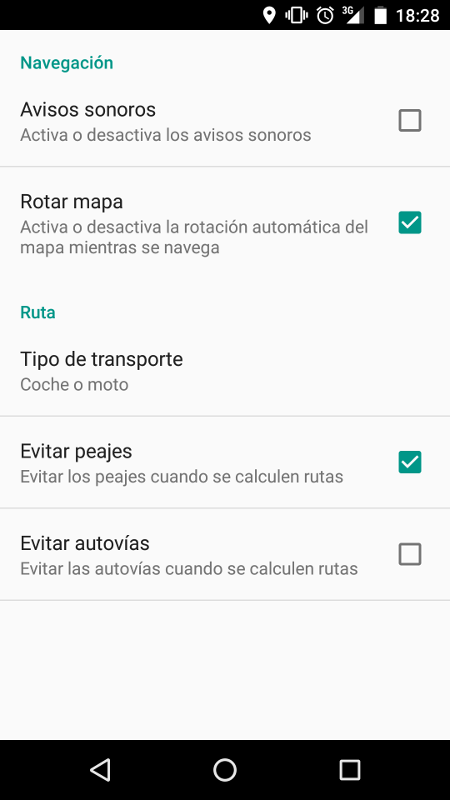 3G 18:28
Navegación
Avisos sonoros
Activa o desactiva los avisos sonoros
Rotar mapa
Activa o desactiva la rotación automática del
mapa mientras se navega
Ruta
Tipo de transporte
Coche o moto
Evitar peajes
Evitar los peajes cuando se calculen rutas
Evitar autovías
Evitar las autovías cuando se calculen rutas